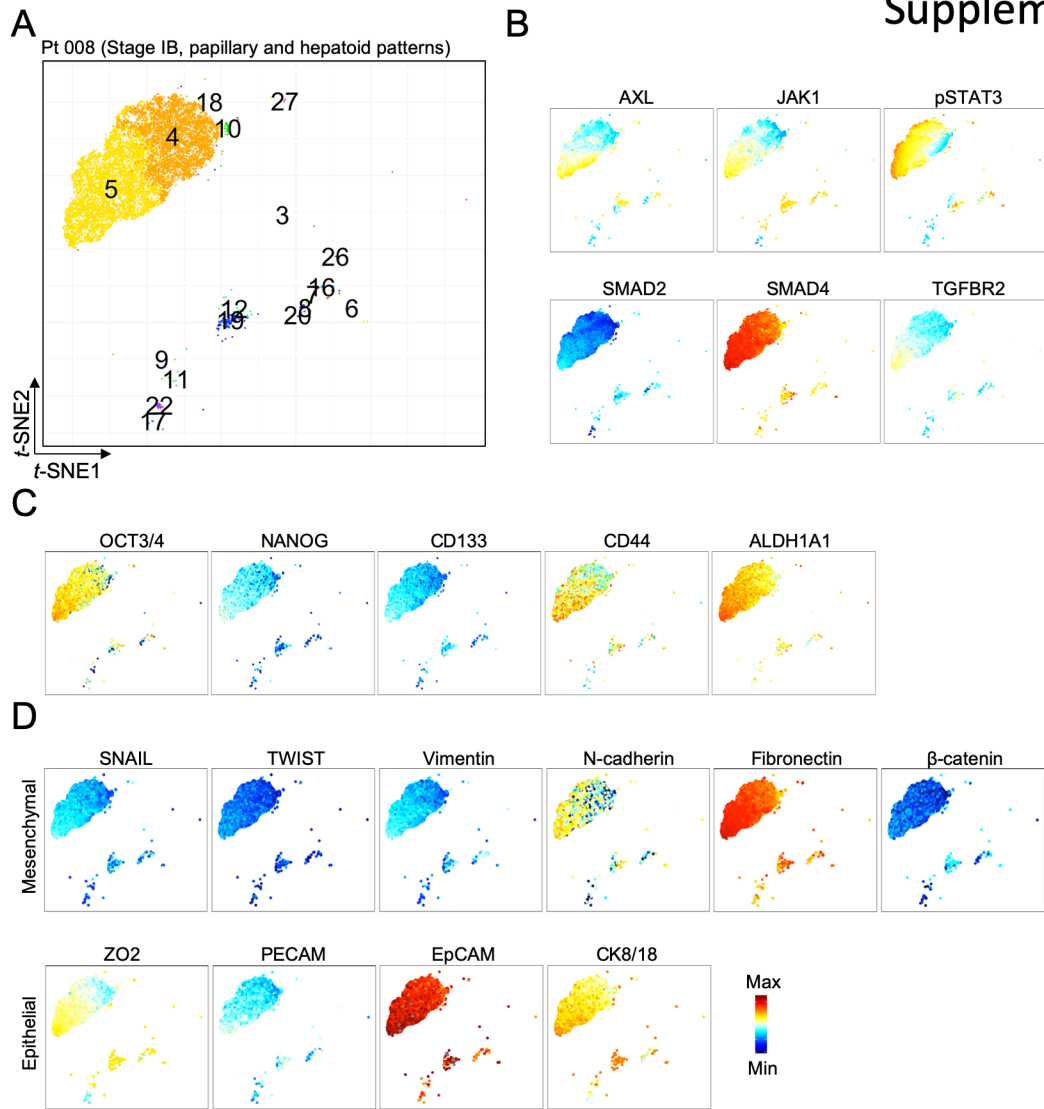 Supplem
A
B
Pt 008 (Stage IB, papillary and hepatoid patterns)
18
27
4
10
5
3
26
16
7
8
20
6
12
19
9
11
22
17
t-SNE2
t-SNE1
AXL JAK1 pSTAT3
SMAD2 SMAD4 TGFBR2
C
OCT3/4 NANOG CD133 CD44 ALDH1A1
D
Mesenchymal
SNAIL TWIST Vimentin N-cadherin Fibronectin β-catenin
Epithelial
ZO2 PECAM EpCAM CK8/18
Max
Min